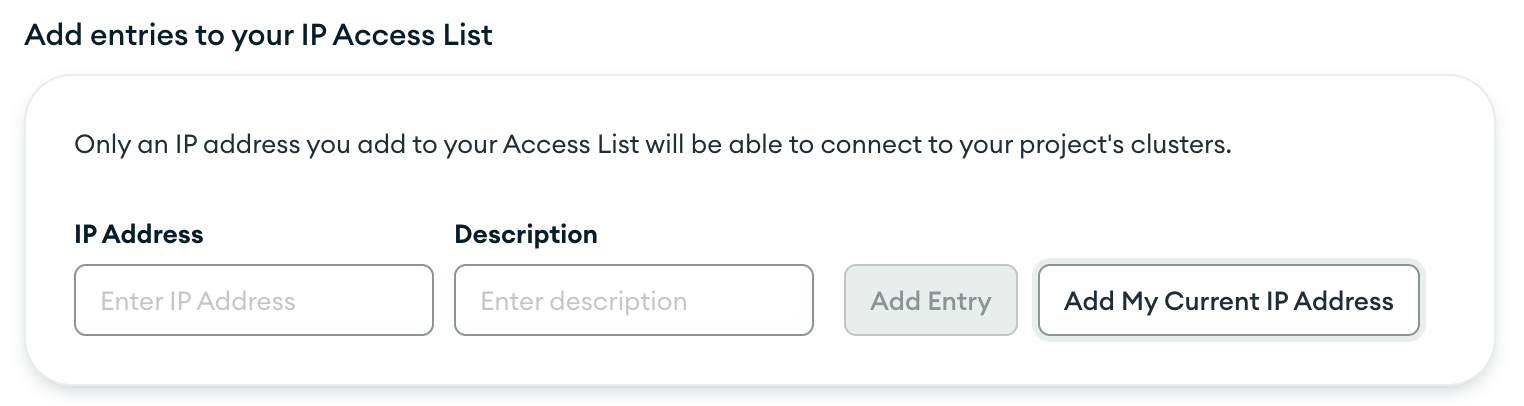 Add entries to your IP Access List
Only an IP address you add to your Access List will be able to connect to your project's clusters.
IP Address Description
Enter IP Address Enter description Add Entry Add My Current IP Address